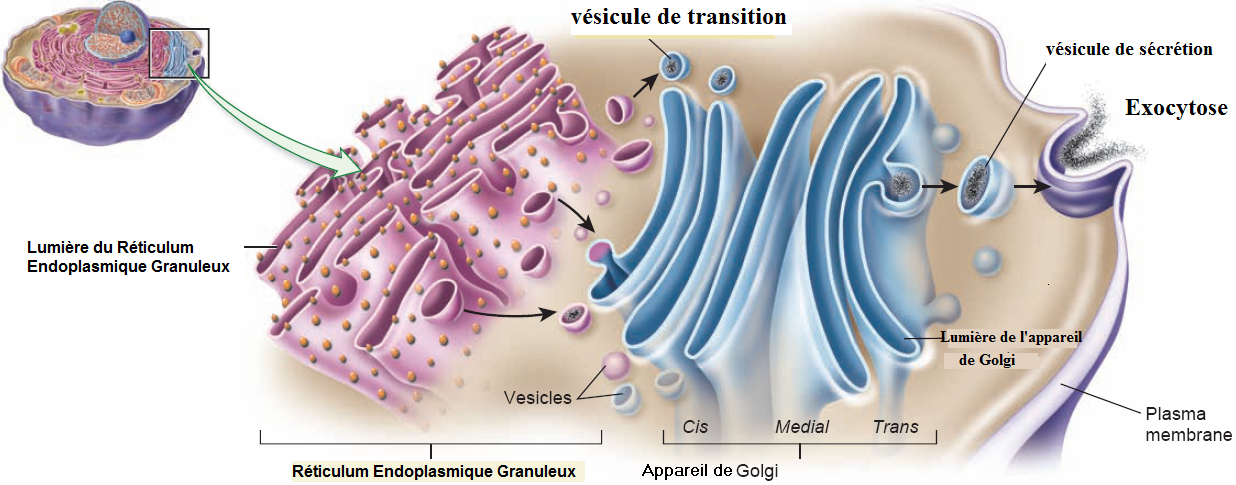 vésicule de transition
vésicule de sécrétion
Exocytose
Lumière du Réticulum
Endoplasmique Granuleux
Lumière de l'appareil
de Golgi
Vesicles
Plasma
membrane
Cis
Medial
Trans
Réticulum Endoplasmique Granuleux
Appareil de Golgi